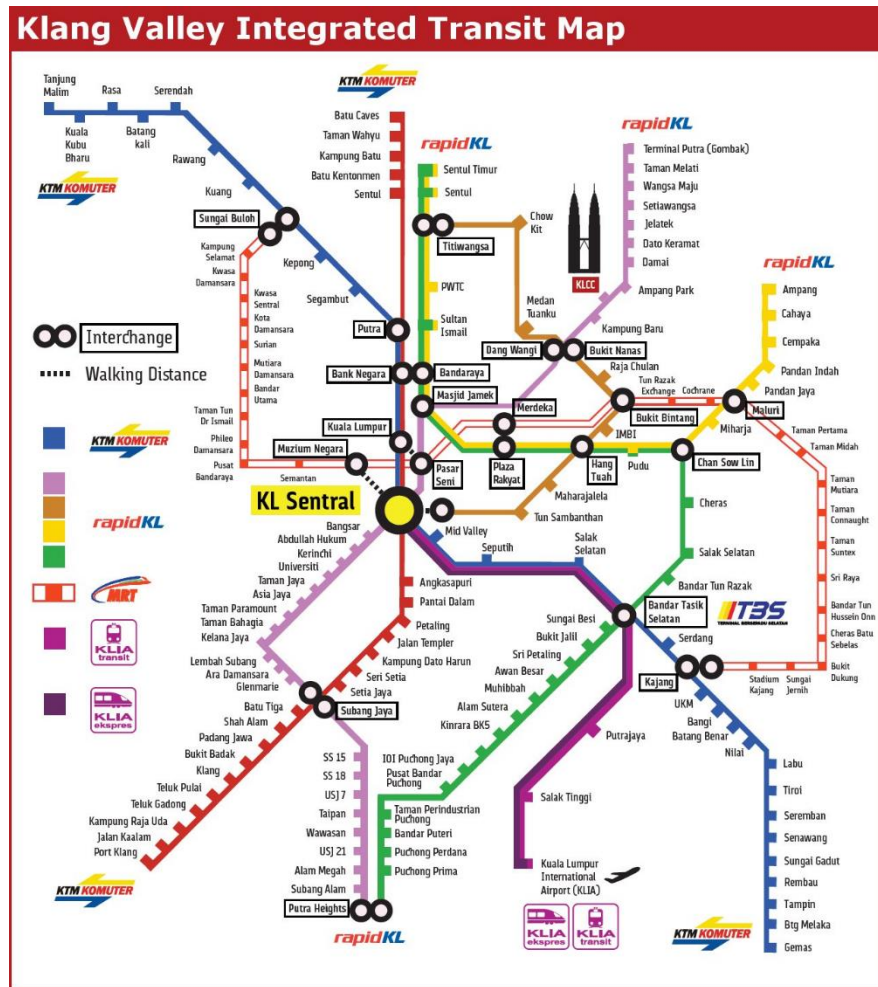 Klang Valley Integrated Transit Map
Tanjung
Malim
Rasa
Serendah
Kuala
Kubu
Bharu
Batang
kali
Rawang
Kuang
KTM KOMUTER
Sungai Buloh
Kepong
Segambut
Putra
Bank Negara
Kuala Lumpur
Muzium Negara
KTM KOMUTER
Batu Caves
Taman Wahyu
Kampung Batu
Batu Kentonmen
Sentul
rapidKL
Sentul Timur
Sentul
Titiwangsa
PWTC
Sultan
Ismail
Bandaraya
Masjid Jamek
Chow
Kit
Medan
Tuanku
Dang Wangi
Bukit Nanas
KLCC
rapidKL
Terminal Putra (Gombak)
Taman Melati
Wangsa Maju
Setiawangsa
Jelatek
Dato Keramat
Damai
Ampang Park
Kampung Baru
Raja Chulan
Tun Razak
Exchange
Cochrane
Bukit Bintang
Maluri
rapidKL
Ampang
Cahaya
Cempaka
Pandan Indah
Pandan Jaya
Miharja
Kampung
Selamat
Kwasa
Damansara
Kwasa
Sentral
Kota
Damansara
Surian
Mutiara
Damansara
Bandar
Utama
Taman Tun
Dr Ismail
Phileo
Damansara
Pusat
Bandaraya
Semantan
Interchange
Walking Distance
KTM KOMUTER
rapidKL
MRT
KLIA
transit
KLIA
ekspres
Merdeka
Pasar
Seni
Plaza
Rakyat
IMBI
Hang
Tuah
Pudu
Chan Sow Lin
Maharajalela
Tun Sambanthan
KL Sentral
Taman Pertama
Taman Midah
Taman
Mutiara
Taman
Connaught
Taman
Suntex
Sri Raya
Bandar Tun
Hussein Onn
Cheras Batu
Sebelas
Bukit
Dukung
Sungai
Jernih
Stadium
Kajang
Cheras
Salak Selatan
Bandar Tun Razak
Mid Valley
Seputih
Salak
Selatan
Bandar Tasik
Selatan
TBS
TERMINAL BERSEPADU SELATAN
Serdang
Kajang
UKM
Bangi
Batang Benar
Nilai
Labu
Tiroi
Seremban
Senawang
Sungai Gadut
Rembau
Tampin
Btg Melaka
Gemas
KTM KOMUTER
Bangsar
Abdullah Hukum
Kerinchi
Universiti
Taman Jaya
Asia Jaya
Taman Paramount
Taman Bahagia
Kelana Jaya
Lembah Subang
Ara Damansara
Glenmarie
Subang Jaya
Angkasapuri
Pantai Dalam
Petaling
Jalan Templer
Kampung Dato Harun
Seri Setia
Setia Jaya
Batu Tiga
Shah Alam
Padang Jawa
Bukit Badak
Klang
Teluk Pulai
Teluk Gadong
Kampung Raja Uda
Jalan Kaalam
Port Klang
KTM KOMUTER
SS 15
SS 18
USJ 7
Taipan
Wawasan
USJ 21
Alam Megah
Subang Alam
Putra Heights
rapidKL
Sungai Besi
Bukit Jalil
Sri Petaling
Awan Besar
Muhibbah
Alam Sutera
Kinrara BK5
IOI Puchong Jaya
Pusat Bandar
Puchong
Taman Perindustrian
Puchong
Bandar Puteri
Puchong Perdana
Puchong Prima
Putrajaya
Salak Tinggi
Kuala Lumpur
International
Airport (KLIA)
KLIA
ekspres
KLIA
transit